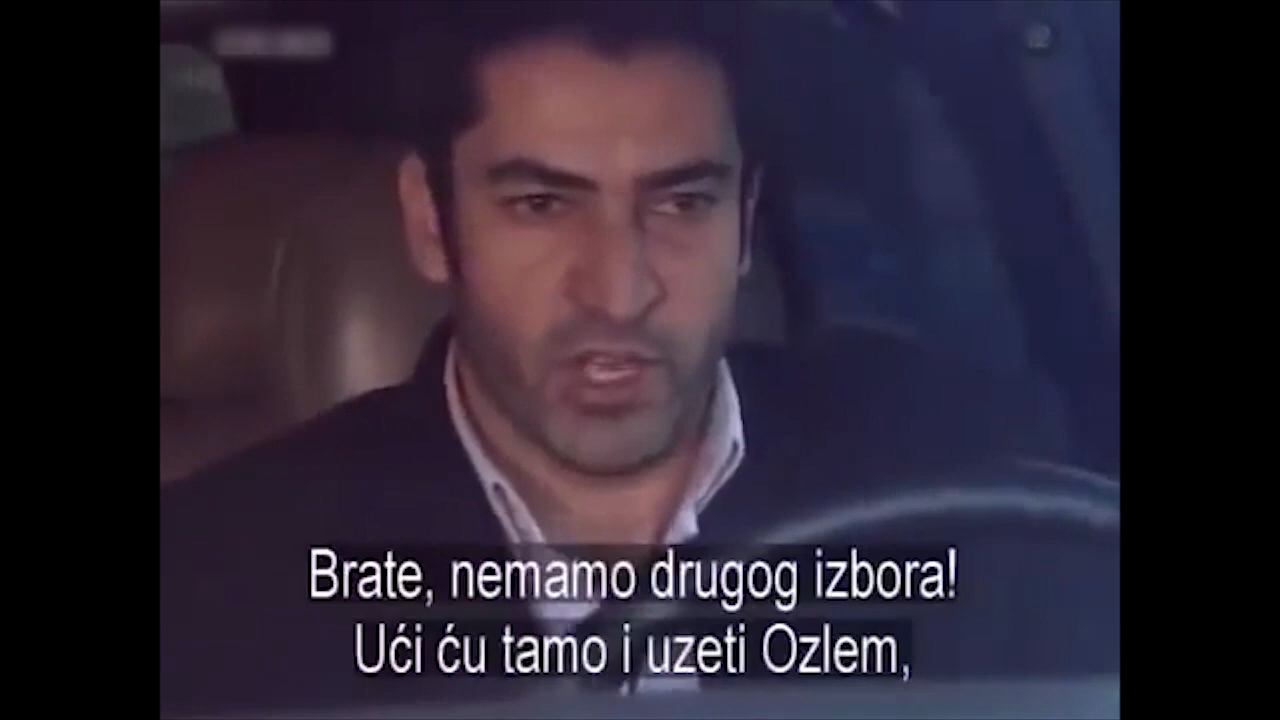 Brate, nemamo drugog izbora!
Ući ću tamo i uzeti Ozlem,